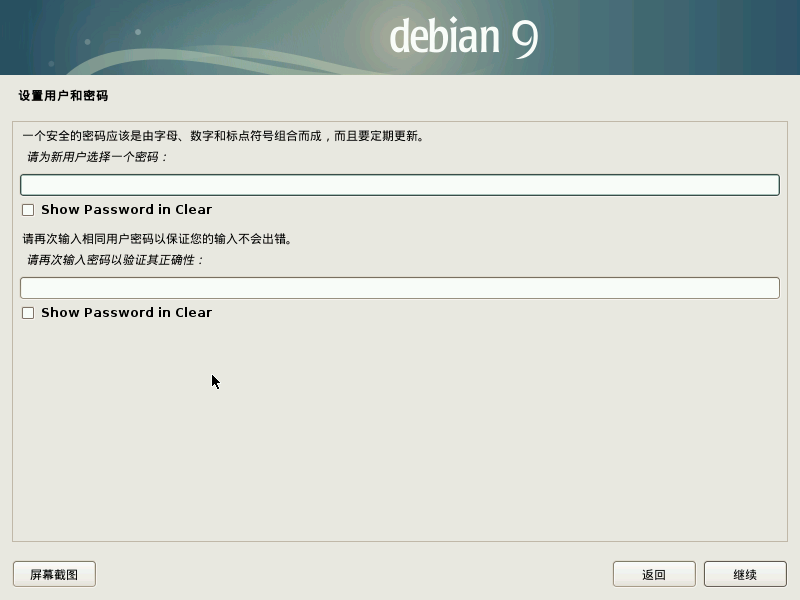 debian 9
设置用户和密码
一个安全的密码应该是由字母、数字和标点符号组合而成，而且要定期更新。
请为新用户选择一个密码：
Show Password in Clear
请再次输入相同用户密码以保证您的输入不会出错。
请再次输入密码以验证其正确性：
Show Password in Clear
屏幕截图
返回
继续